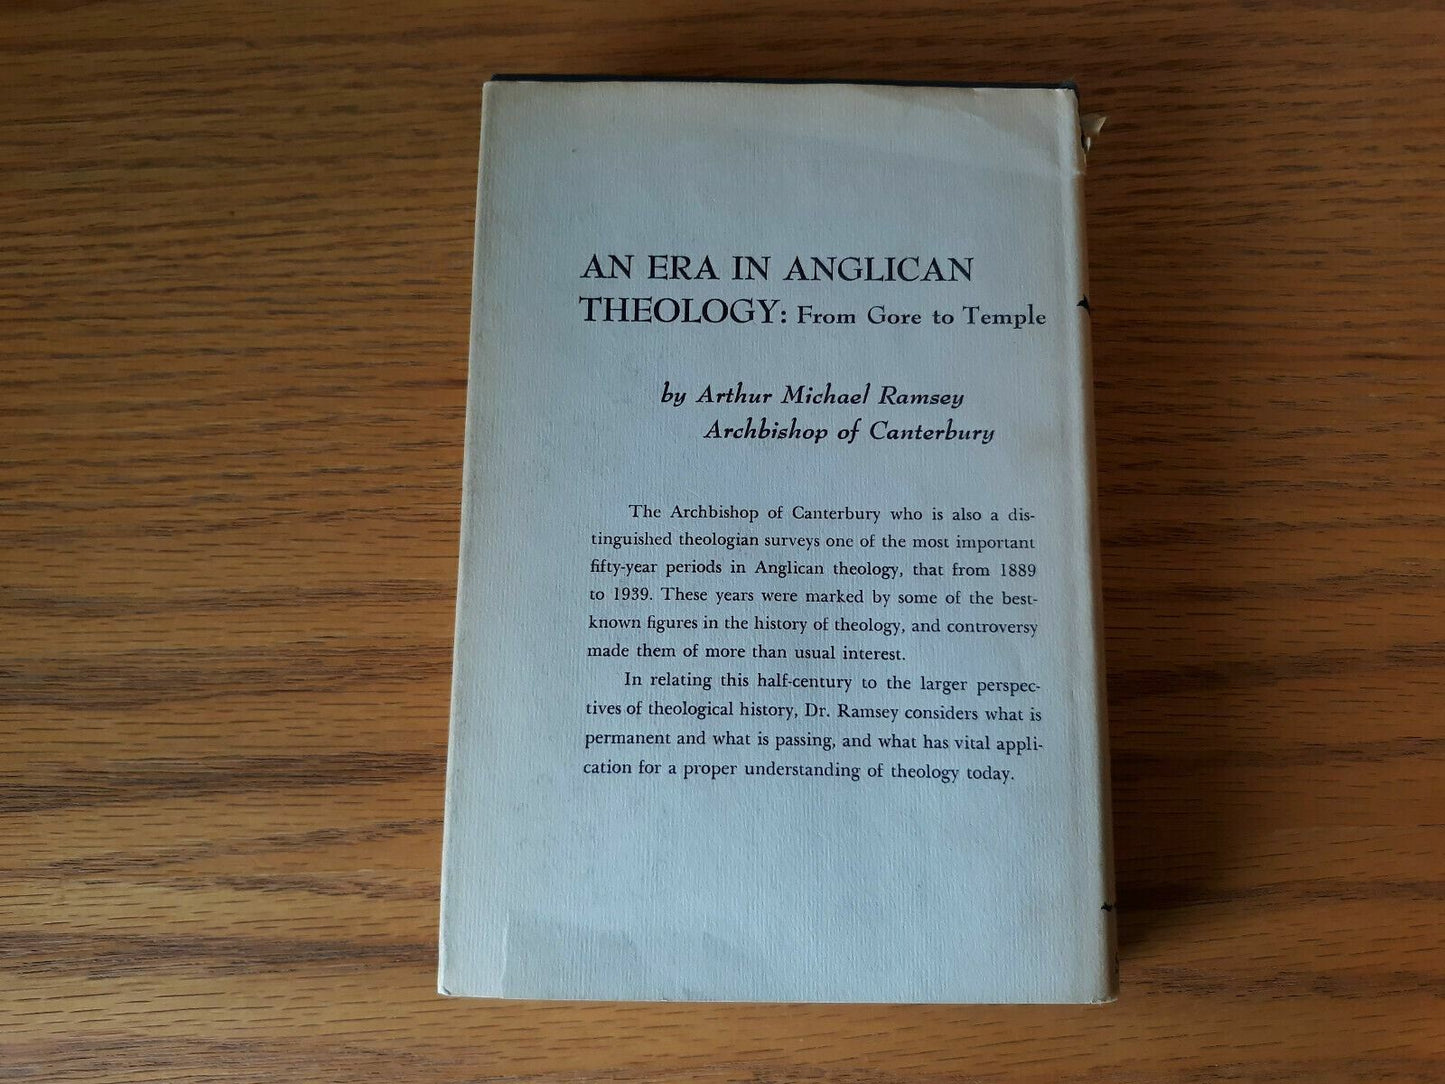 AN ERA IN ANGLICAN
THEOLOGY: From Gore to Temple
by Arthur Michael Ramsey
Archbishop of Canterbury
The Archbishop of Canterbury who is also a dis-
tinguished theologian surveys one of the most important
fifty-year periods in Anglican theology, that from 1889
to 1939. These years were marked by some of the best-
known figures in the history of theology, and controversy
made them of more than usual interest.
In relating this half-century to the larger perspec-
tives of theological history, Dr. Ramsey considers what is
permanent and what is passing, and what has vital appli-
cation for a proper understanding of theology today.